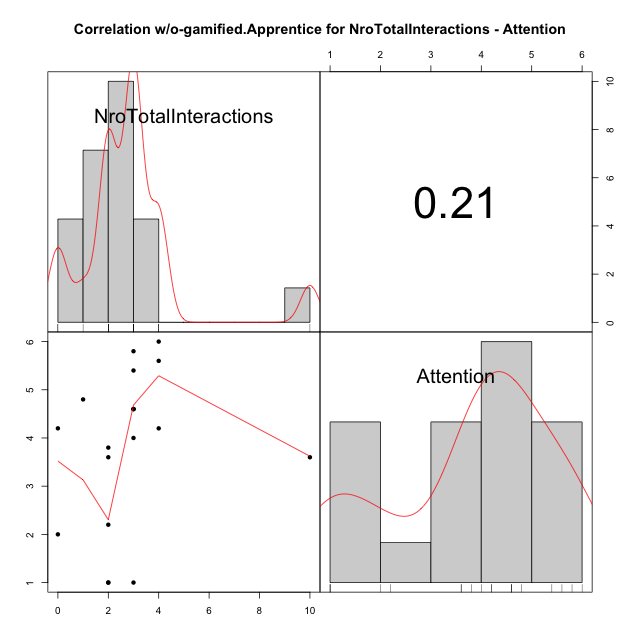 Correlation w/o-gamified.Apprentice for NroTotalInteractions - Attention
1 2 3 4 5 6
NroTotalInteractions
0.21
10
8
6
4
2
0
6
5
4
3
2
1
Attention
0 2 4 6 8 10